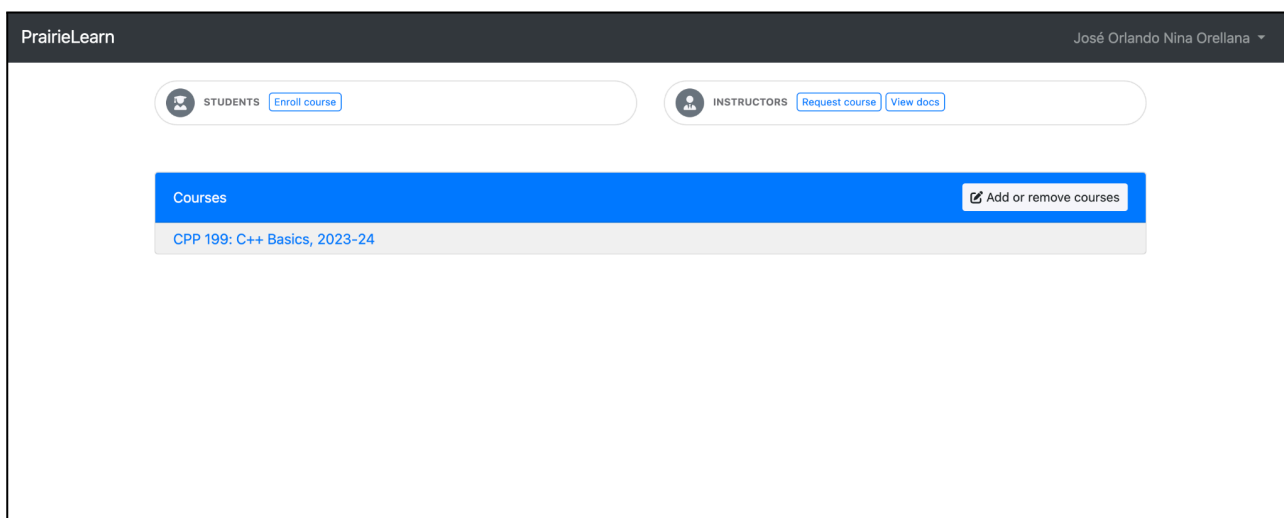 PrairieLearn José Orlando Nina Orellana
STUDENTS Enroll course INSTRUCTORS Request course View docs
Courses Add or remove courses
CPP 199: C++ Basics, 2023-24